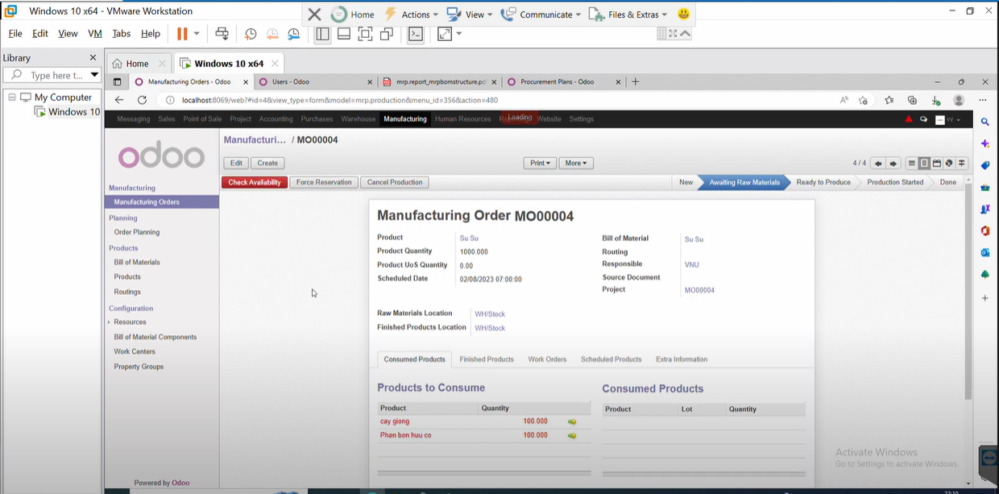 Windows 10 x64 - VMware Workstation
Home Actions View Communicate Files & Extras
File Edit View VM Tabs Help
Library
Type here t...
My Computer
Windows 10
Home Windows 10 x64
Manufacturing Orders - Odoo Users - Odoo mrp.report_mrpbomstructure.pd Procurement Plans - Odoo
localhost:8069/web?#id=4&view_type=form&model=mrp.production&menu_id=356&action=480
Messaging Sales Point of Sale Project Accounting Purchases Warehouse Manufacturing Human Resources Loading Website Settings
odoo
Manufacturi... / MO00004
Edit Create Print More 4 / 4
Check Availability Force Reservation Cancel Production New Awaiting Raw Materials Ready to Produce Production Started Done
Manufacturing
Manufacturing Orders
Planning
Order Planning
Products
Bill of Materials
Products
Routings
Configuration
Resources
Bill of Material Components
Work Centers
Property Groups
Powered by Odoo
Manufacturing Order MO00004
Product Su Su
Product Quantity 1000.000
Product UoS Quantity 0.00
Scheduled Date 02/08/2023 07:00:00
Bill of Material Su Su
Routing
Responsible VNU
Source Document
Project MO00004
Raw Materials Location WH/Stock
Finished Products Location WH/Stock
Consumed Products Finished Products Work Orders Scheduled Products Extra Information
Products to Consume
Product Quantity
cay giong 100.000
Phan bon huu co 100.000
Consumed Products
Product Lot Quantity
Activate Windows
Go to Settings to activate Windows.